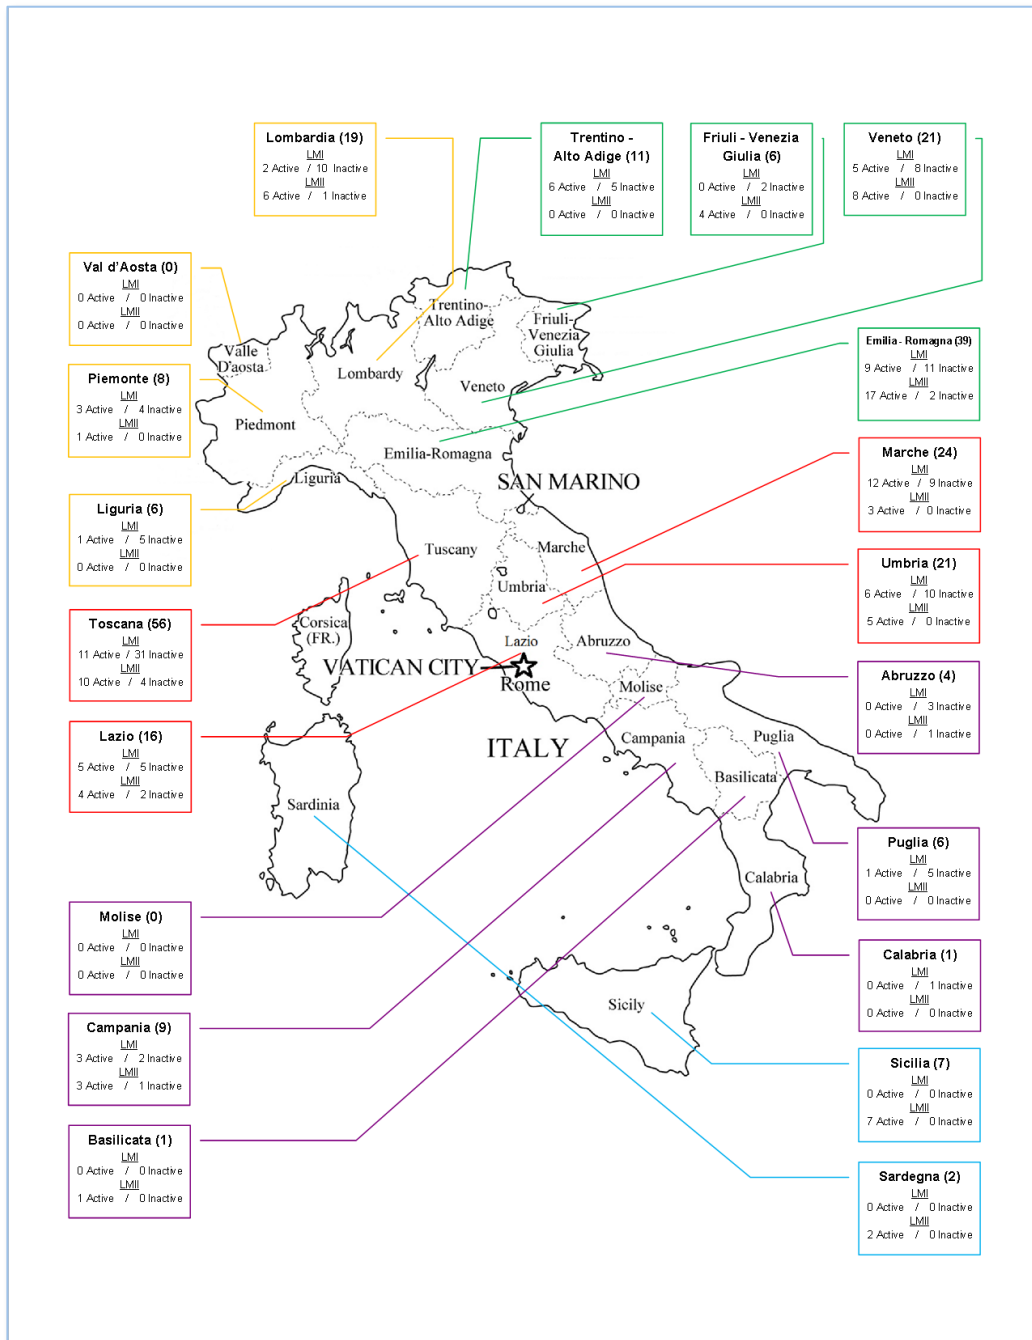 Lombardia (19)
LMI
2 Active / 10 Inactive
LMII
6 Active / 1 Inactive
Trentino -
Alto Adige (11)
LMI
6 Active / 5 Inactive
LMII
0 Active / 0 Inactive
Friuli - Venezia
Giulia (6)
LMI
0 Active / 2 Inactive
LMII
4 Active / 0 Inactive
Veneto (21)
LMI
5 Active / 8 Inactive
LMII
8 Active / 0 Inactive
Val d'Aosta (0)
LMI
0 Active / 0 Inactive
LMII
0 Active / 0 Inactive
Piemonte (8)
LMI
3 Active / 4 Inactive
LMII
1 Active / 0 Inactive
Liguria (6)
LMI
1 Active / 5 Inactive
LMII
0 Active / 0 Inactive
Toscana (56)
LMI
11 Active / 31 Inactive
LMII
10 Active / 4 Inactive
Lazio (16)
LMI
5 Active / 5 Inactive
LMII
4 Active / 2 Inactive
Molise (0)
LMI
0 Active / 0 Inactive
LMII
0 Active / 0 Inactive
Campania (9)
LMI
3 Active / 2 Inactive
LMII
3 Active / 1 Inactive
Basilicata (1)
LMI
0 Active / 0 Inactive
LMII
1 Active / 0 Inactive
Trentino-
Alto Adige
Friuli-
Venezia
Giulia
Valle
D'aosta
Lombardy
Veneto
Piedmont
Emilia-Romagna
Liguria
SAN MARINO
Tuscany
Marche
Umbria
Corsica
(FR.)
Lazio
Abruzzo
VATICAN CITY
Rome
Molise
ITALY
Campania
Puglia
Basilicata
Sardinia
Calabria
Sicily
Emilia - Romagna (39)
LMI
9 Active / 11 Inactive
LMII
17 Active / 2 Inactive
Marche (24)
LMI
12 Active / 9 Inactive
LMII
3 Active / 0 Inactive
Umbria (21)
LMI
6 Active / 10 Inactive
LMII
5 Active / 0 Inactive
Abruzzo (4)
LMI
0 Active / 3 Inactive
LMII
0 Active / 1 Inactive
Puglia (6)
LMI
1 Active / 5 Inactive
LMII
0 Active / 0 Inactive
Calabria (1)
LMI
0 Active / 1 Inactive
LMII
0 Active / 0 Inactive
Sicilia (7)
LMI
0 Active / 0 Inactive
LMII
7 Active / 0 Inactive
Sardegna (2)
LMI
0 Active / 0 Inactive
LMII
2 Active / 0 Inactive